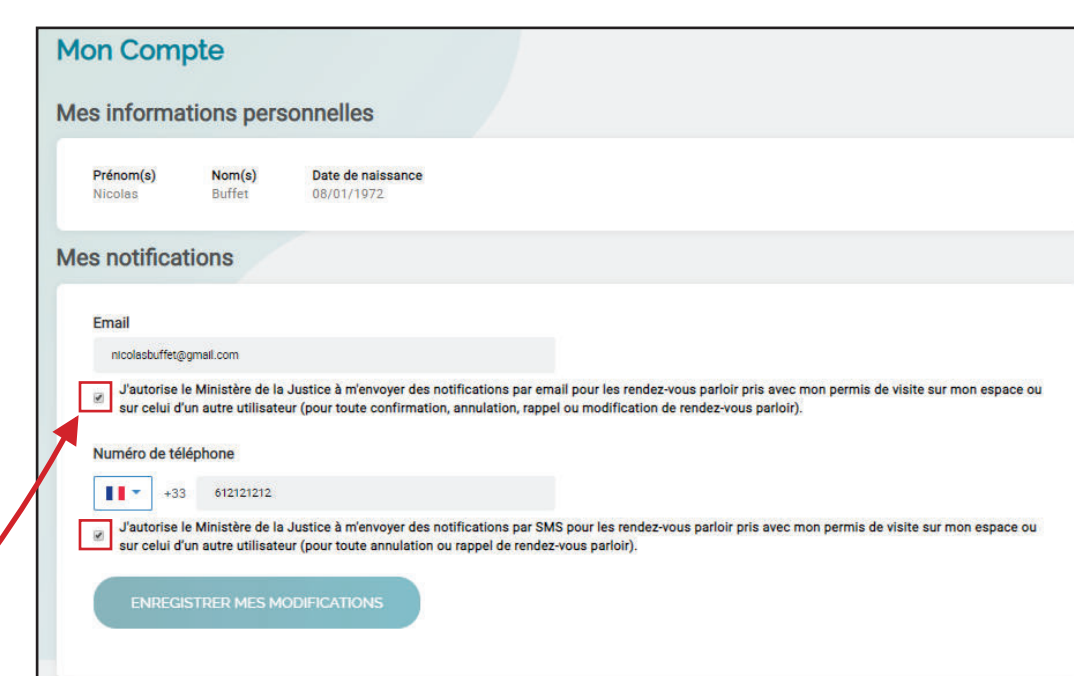 Mon Compte
Mes informations personnelles
Prénom(s) Nom(s) Date de naissance
Nicolas Buffet 08/01/1972
Mes notifications
Email
nicolasbuffet@gmail.com
J'autorise le Ministère de la Justice à m'envoyer des notifications par email pour les rendez-vous parloir pris avec mon permis de visite sur mon espace ou
sur celui d'un autre utilisateur (pour toute confirmation, annulation, rappel ou modification de rendez-vous parloir).
Numéro de téléphone
+33 612121212
J'autorise le Ministère de la Justice à m'envoyer des notifications par SMS pour les rendez-vous parloir pris avec mon permis de visite sur mon espace ou
sur celui d'un autre utilisateur (pour toute annulation ou rappel de rendez-vous parloir).
ENREGISTRER MES MODIFICATIONS